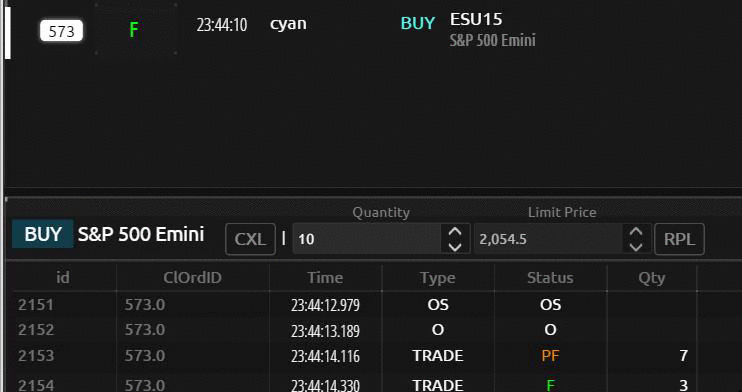 573 F 23:44:10 cyan BUY ESU15
S&P 500 Emini
Quantity Limit Price
BUY S&P 500 Emini CXL 10 2,054.5 RPL
id ClOrdID Time Type Status Qty
2151 573.0 23:44:12.979 OS OS
2152 573.0 23:44:13.189 O O
2153 573.0 23:44:14.116 TRADE PF 7
2154 573.0 23:44:14.330 TRADE F 3